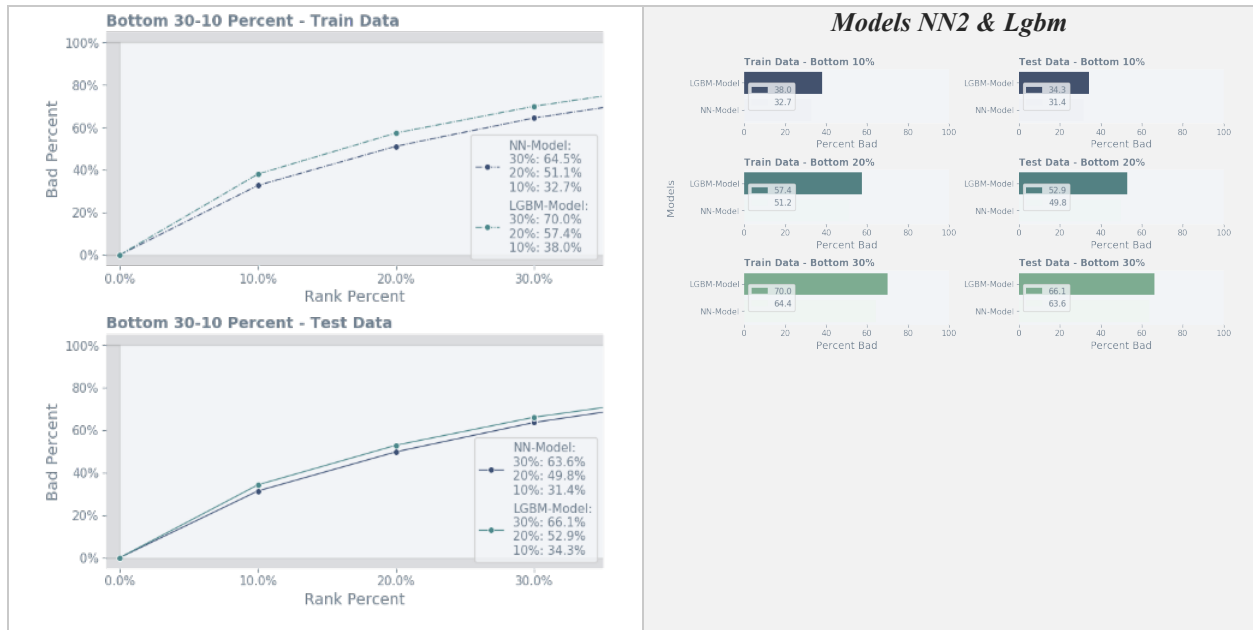 Bottom 30-10 Percent - Train Data
100%
80%
60%
40%
20%
0%
Bad Percent
NN-Model:
30%: 64.5%
20%: 51.1%
10%: 32.7%
LGBM-Model:
30%: 70.0%
20%: 57.4%
10%: 38.0%
0.0% 10.0% 20.0% 30.0%
Rank Percent
Bottom 30-10 Percent - Test Data
100%
80%
60%
40%
20%
0%
Bad Percent
NN-Model:
30%: 63.6%
20%: 49.8%
10%: 31.4%
LGBM-Model:
30%: 66.1%
20%: 52.9%
10%: 34.3%
0.0% 10.0% 20.0% 30.0%
Rank Percent
Models NN2 & Lgbm
Models
Train Data - Bottom 10%
LGBM-Model
NN-Model
38.0
32.7
0 20 40 60 80 100
Percent Bad
Test Data - Bottom 10%
LGBM-Model
NN-Model
34.3
31.4
0 20 40 60 80 100
Percent Bad
Train Data - Bottom 20%
LGBM-Model
NN-Model
57.4
51.2
0 20 40 60 80 100
Percent Bad
Test Data - Bottom 20%
LGBM-Model
NN-Model
52.9
49.8
0 20 40 60 80 100
Percent Bad
Train Data - Bottom 30%
LGBM-Model
NN-Model
70.0
64.4
0 20 40 60 80 100
Percent Bad
Test Data - Bottom 30%
LGBM-Model
NN-Model
66.1
63.6
0 20 40 60 80 100
Percent Bad